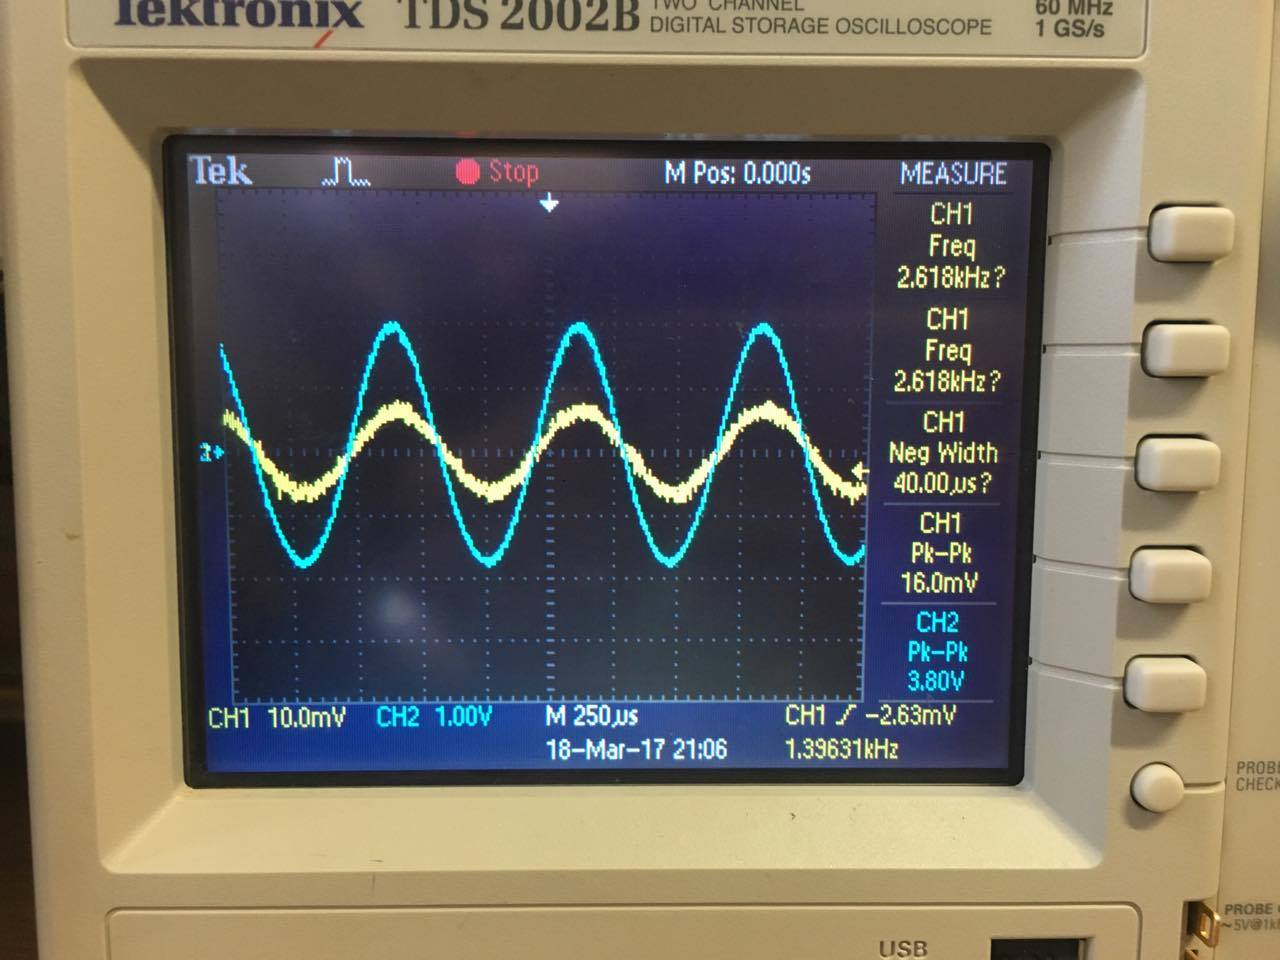 Tektronix TDS 2002B TWO CHANNEL DIGITAL STORAGE OSCILLOSCOPE 60 MHz 1 GS/s
Tek Stop M Pos: 0.000s MEASURE
CH1
Freq
2.618kHz?
CH1
Freq
2.618kHz?
CH1
Neg Width
40.00µs?
CH1
Pk-Pk
16.0mV
CH2
Pk-Pk
3.80V
2
CH1 10.0mV CH2 1.00V M 250µs CH1 -2.63mV
18-Mar-17 21:06 1.39631kHz
PROBE
CHECK
PROBE
~5V@1k
USB